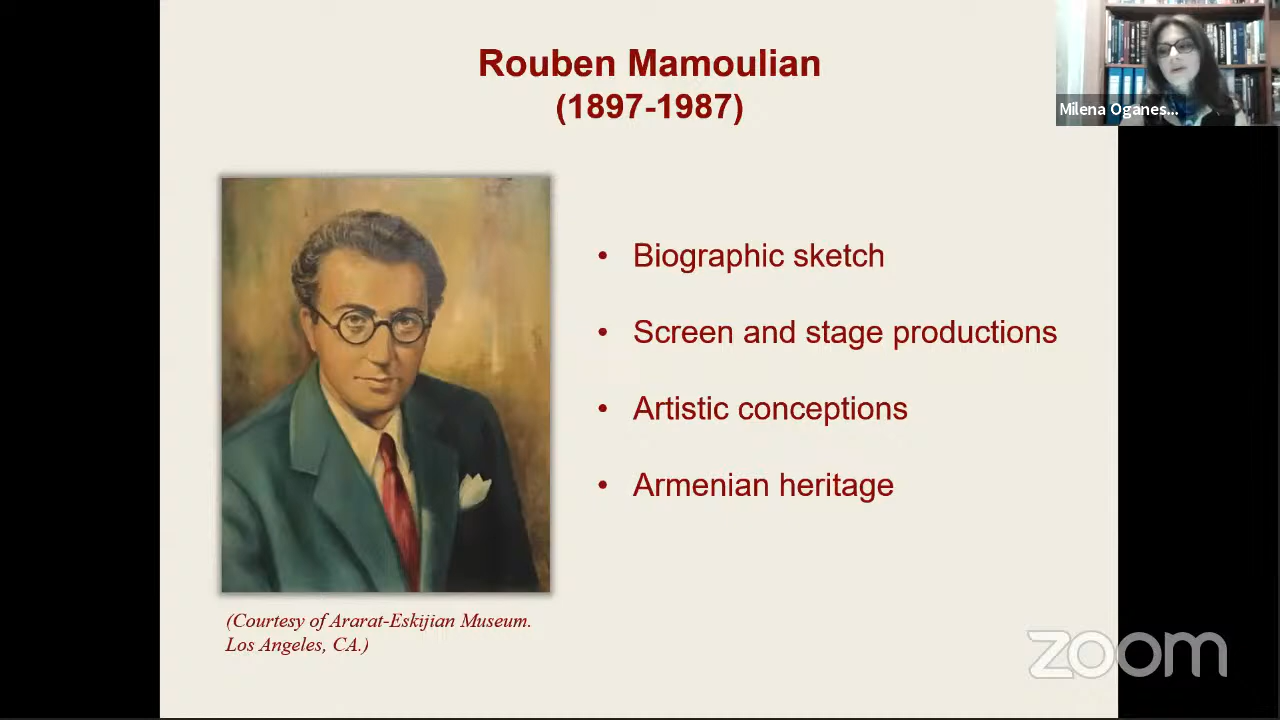 Rouben Mamoulian
(1897-1987)
Milena Oganes...
• Biographic sketch
• Screen and stage productions
• Artistic conceptions
• Armenian heritage
(Courtesy of Ararat-Eskijian Museum.
Los Angeles, CA.)
zoom